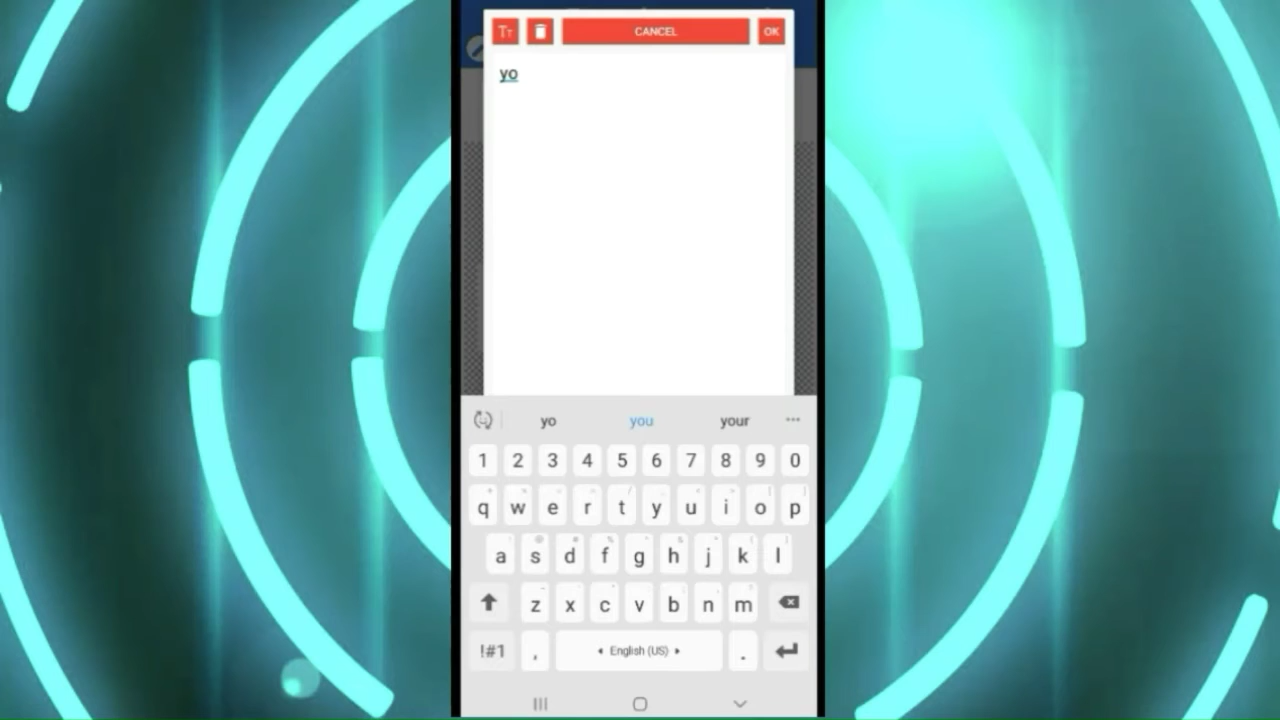 Tт CANCEL OK
yo
yo you your ...
1 2 3 4 5 6 7 8 9 0
q w e r t y u i o p
a s d f g h j k l
z x c v b n m
!#1 , English (US) .